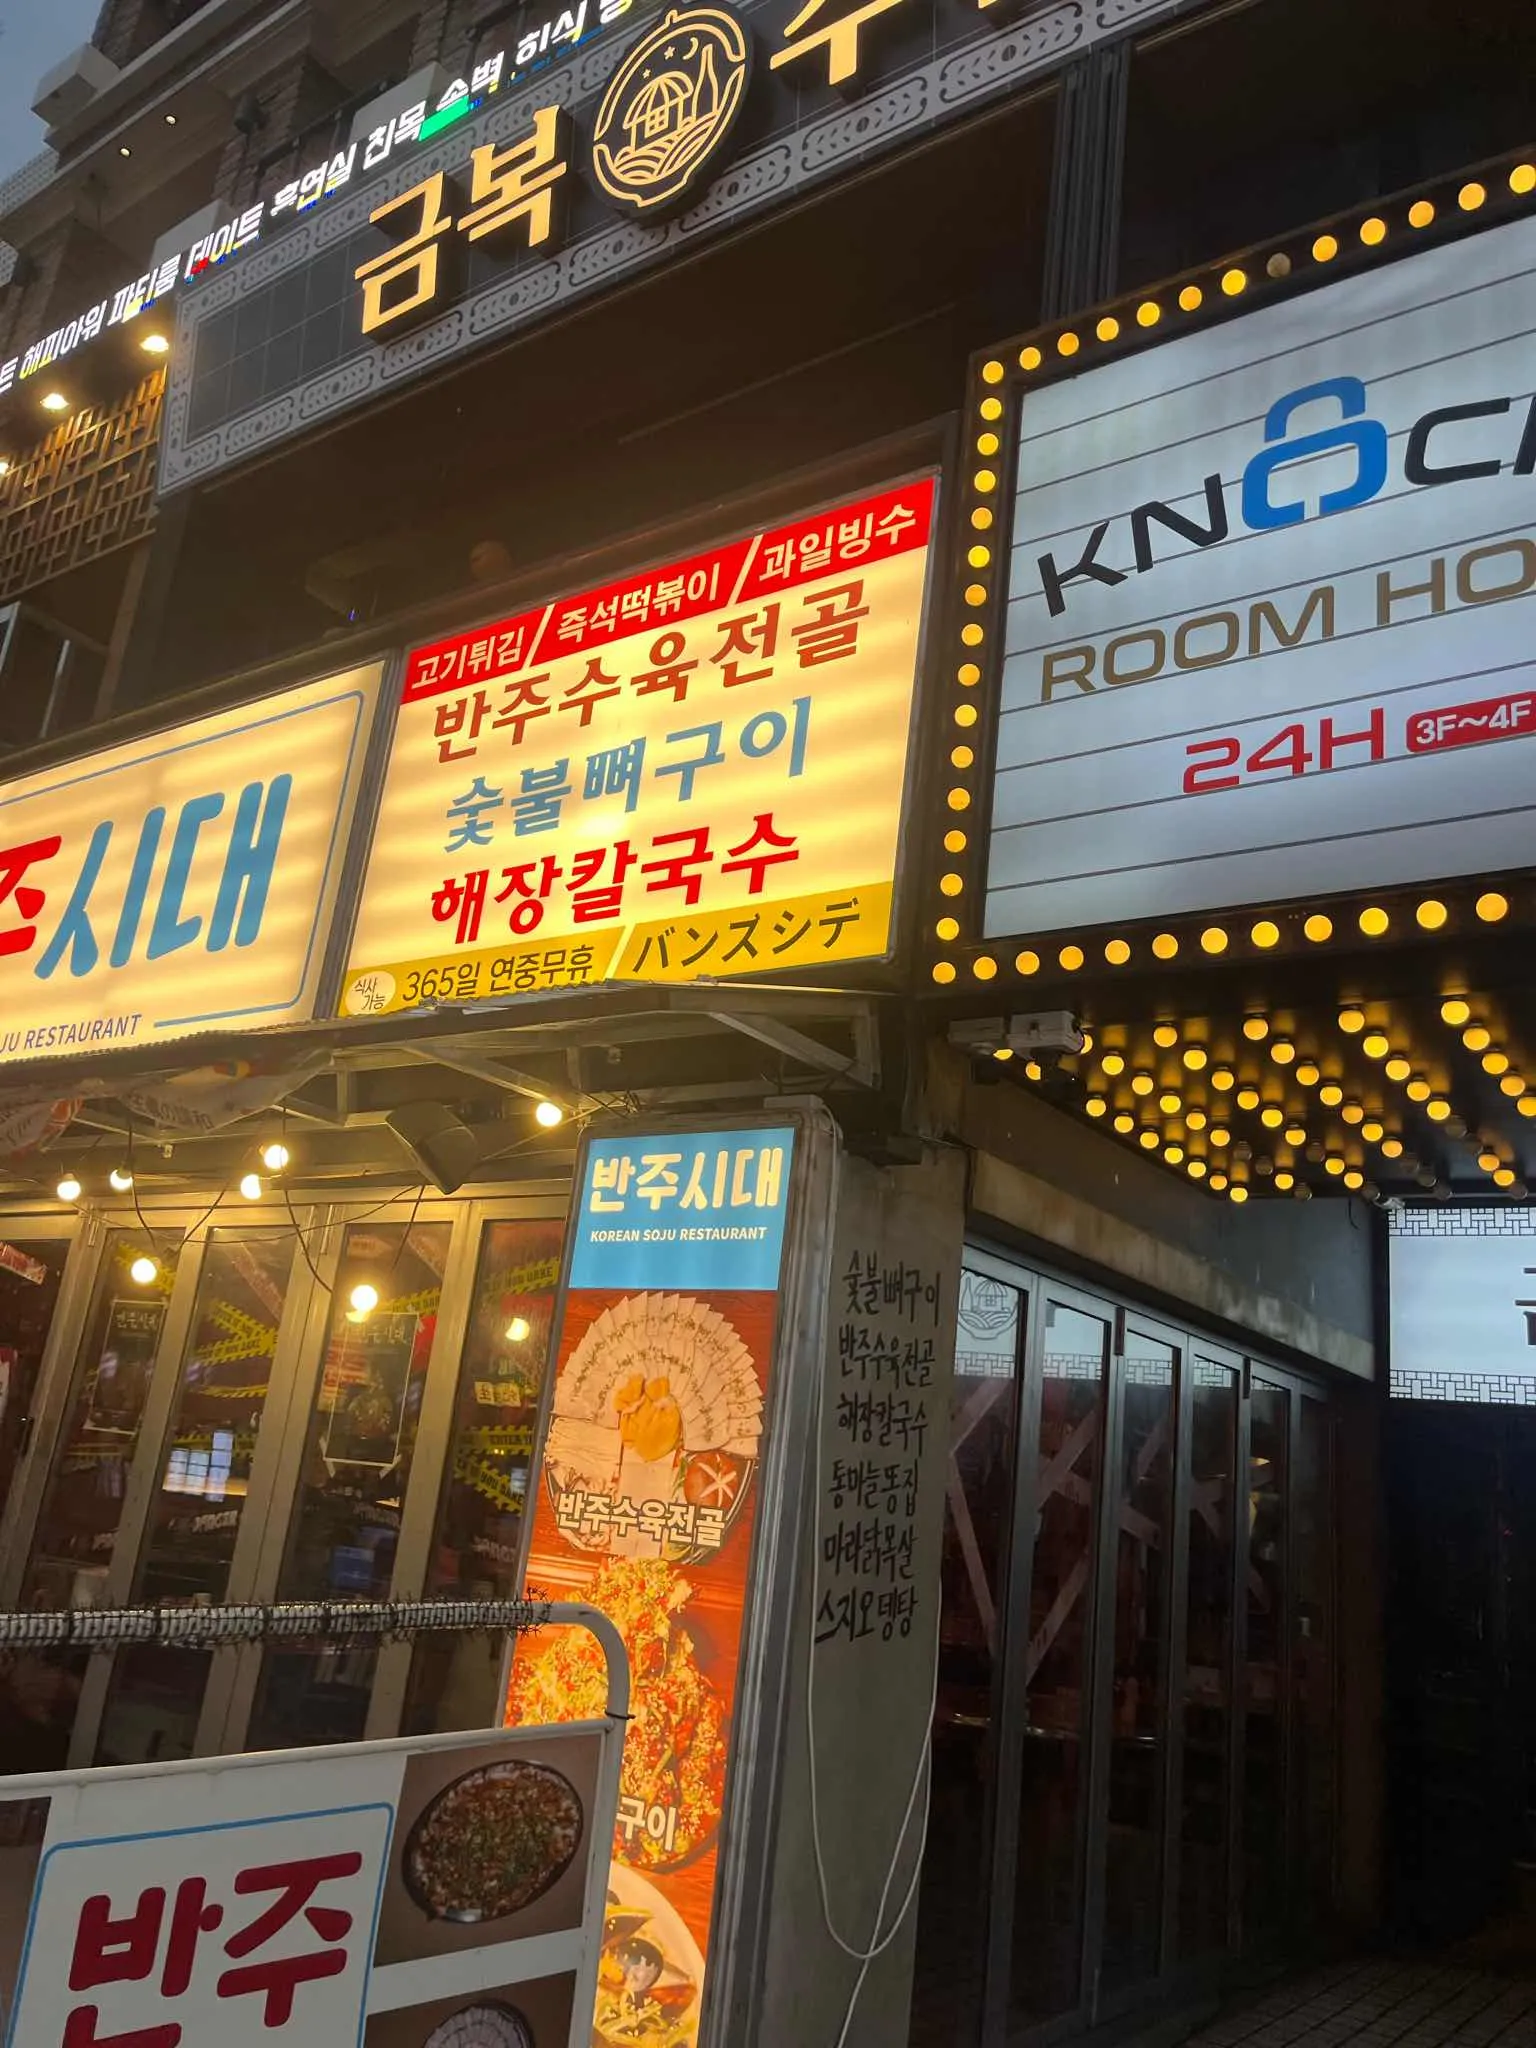 해피아워 파티룸 데이트 흡연실 친목 소벙 회식
금복
KNOCK
ROOM HO
24H 3F~4F
고기튀김 / 즉석떡볶이 / 과일빙수
반주수육전골
숯불뼈구이
해장칼국수
식사가능 365일 연중무휴 / バンズシデ
주시대
JU RESTAURANT
반주시대
KOREAN SOJU RESTAURANT
반주수육전골
구이
숯불뼈구이
반주수육전골
해장칼국수
통마늘똥집
마라닭목살
스지오뎅탕
반주